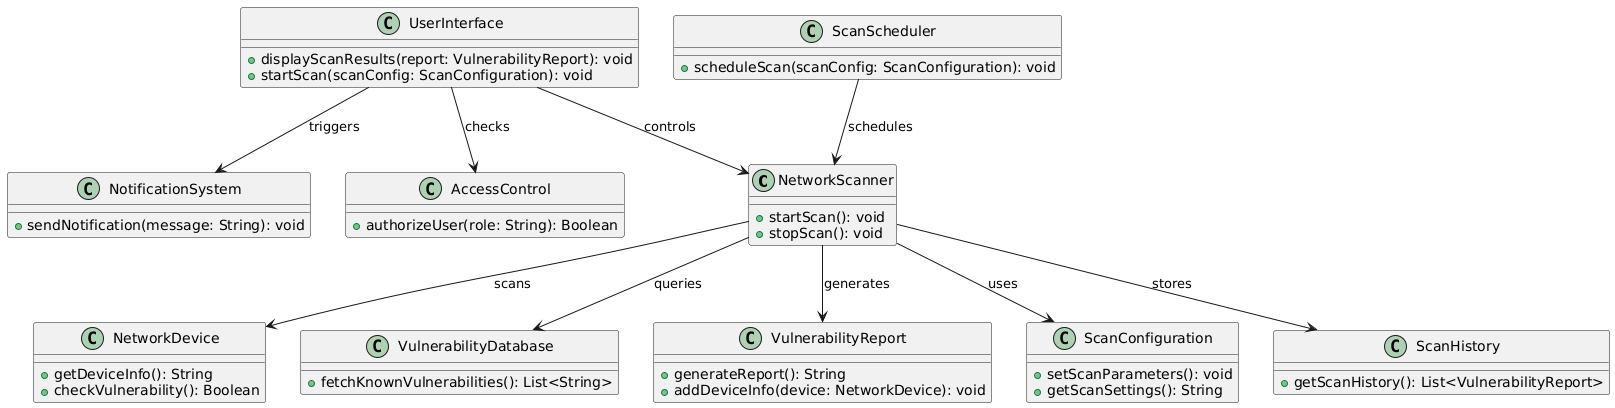 C UserInterface
displayScanResults(report: VulnerabilityReport): void
startScan(scanConfig: ScanConfiguration): void
C ScanScheduler
scheduleScan(scanConfig: ScanConfiguration): void
triggers
checks
controls
schedules
C NotificationSystem
sendNotification(message: String): void
C AccessControl
authorizeUser(role: String): Boolean
C NetworkScanner
startScan(): void
stopScan(): void
scans
queries
generates
uses
stores
C NetworkDevice
getDeviceInfo(): String
checkVulnerability(): Boolean
C VulnerabilityDatabase
fetchKnownVulnerabilities(): List<String>
C VulnerabilityReport
generateReport(): String
addDeviceInfo(device: NetworkDevice): void
C ScanConfiguration
setScanParameters(): void
getScanSettings(): String
C ScanHistory
getScanHistory(): List<VulnerabilityReport>